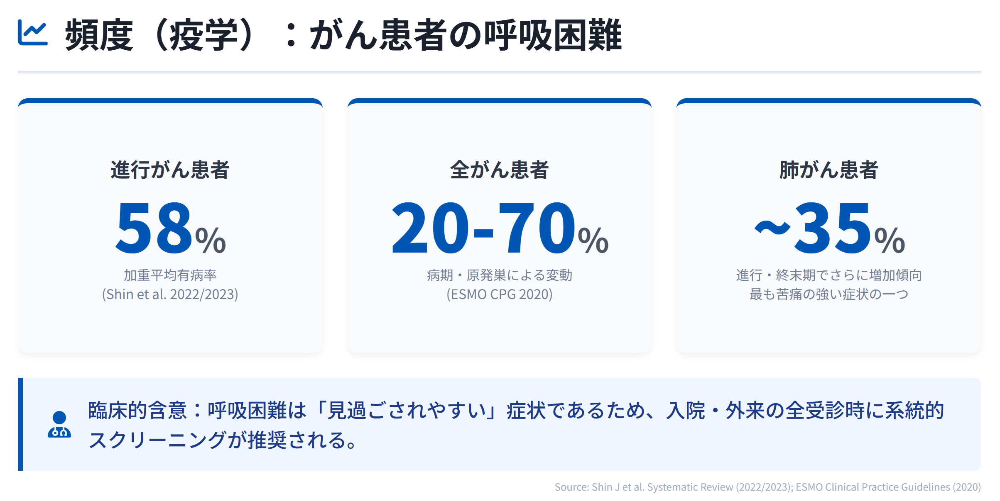 頻度（疫学）：がん患者の呼吸困難
進行がん患者
58%
加重平均有病率
(Shin et al. 2022/2023)
全がん患者
20-70%
病期・原発巣による変動
(ESMO CPG 2020)
肺がん患者
~35%
進行・終末期でさらに増加傾向
最も苦痛の強い症状の一つ
臨床的含意：呼吸困難は「見過ごされやすい」症状であるため、入院・外来の全受診時に系統的
スクリーニングが推奨される。
Source: Shin J et al. Systematic Review (2022/2023); ESMO Clinical Practice Guidelines (2020)